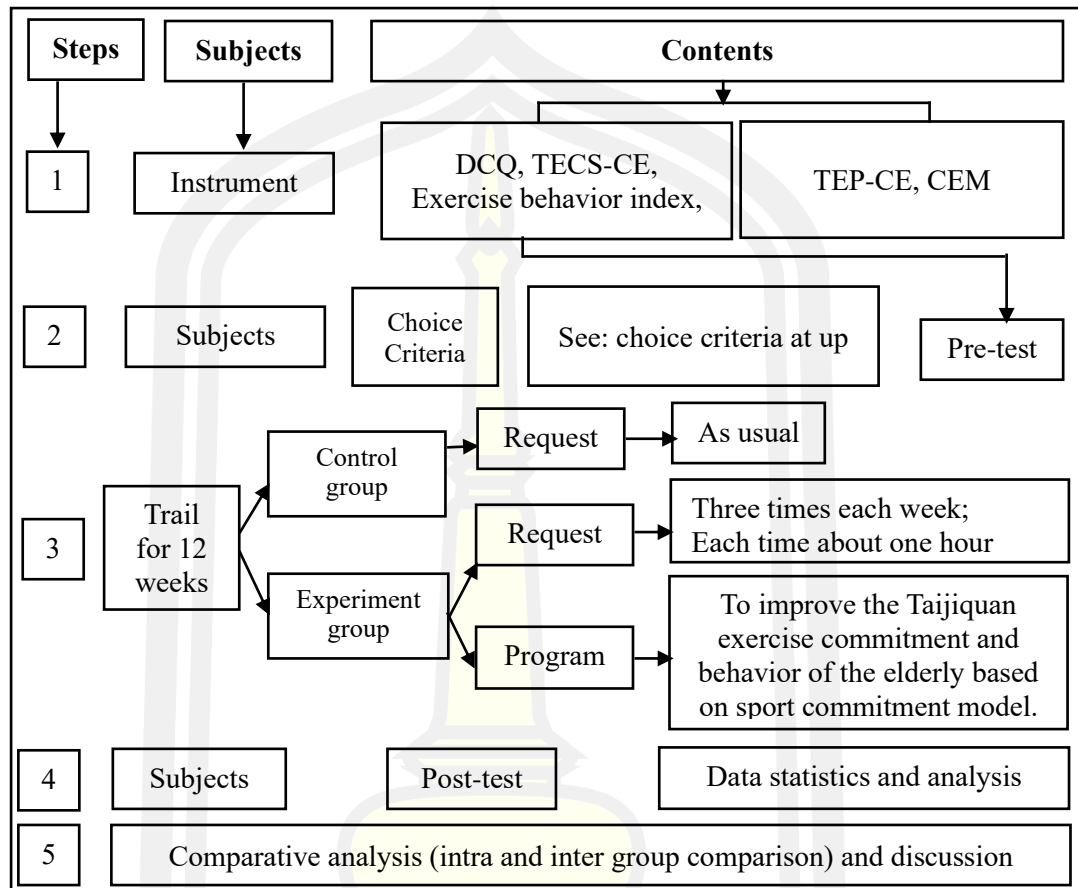 Steps
Subjects
Contents
1
Instrument
DCQ, TECS-CE,
Exercise behavior index,
TEP-CE, CEM
2
Subjects
Choice
Criteria
See: choice criteria at up
Pre-test
3
Trail
for 12
weeks
Control
group
Request
As usual
Experiment
group
Request
Three times each week;
Each time about one hour
Program
To improve the Taijiquan
exercise commitment and
behavior of the elderly based
on sport commitment model.
4
Subjects
Post-test
Data statistics and analysis
5
Comparative analysis (intra and inter group comparison) and discussion